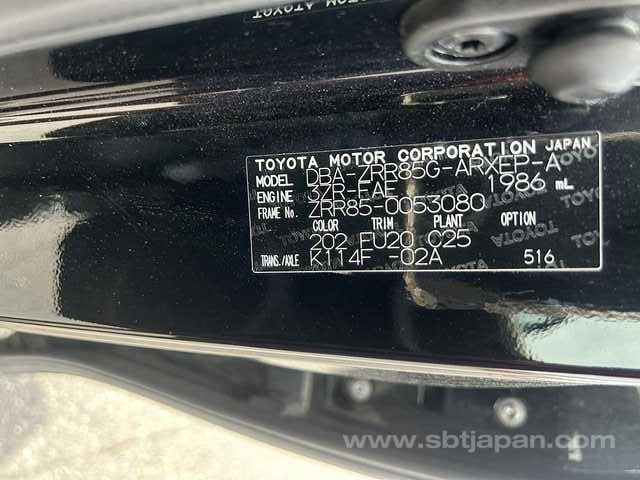 TOYOTA MOTOR CORPORATION JAPAN
MODEL DBA-ZRR85G-ARXEP-A
ENGINE 3ZR-FAE 1986 mL
FRAME No. ZRR85-0053080
COLOR TRIM PLANT OPTION
202 FU20 C25
TRANS./AXLE K114F -02A 516
www.sbtjapan.com